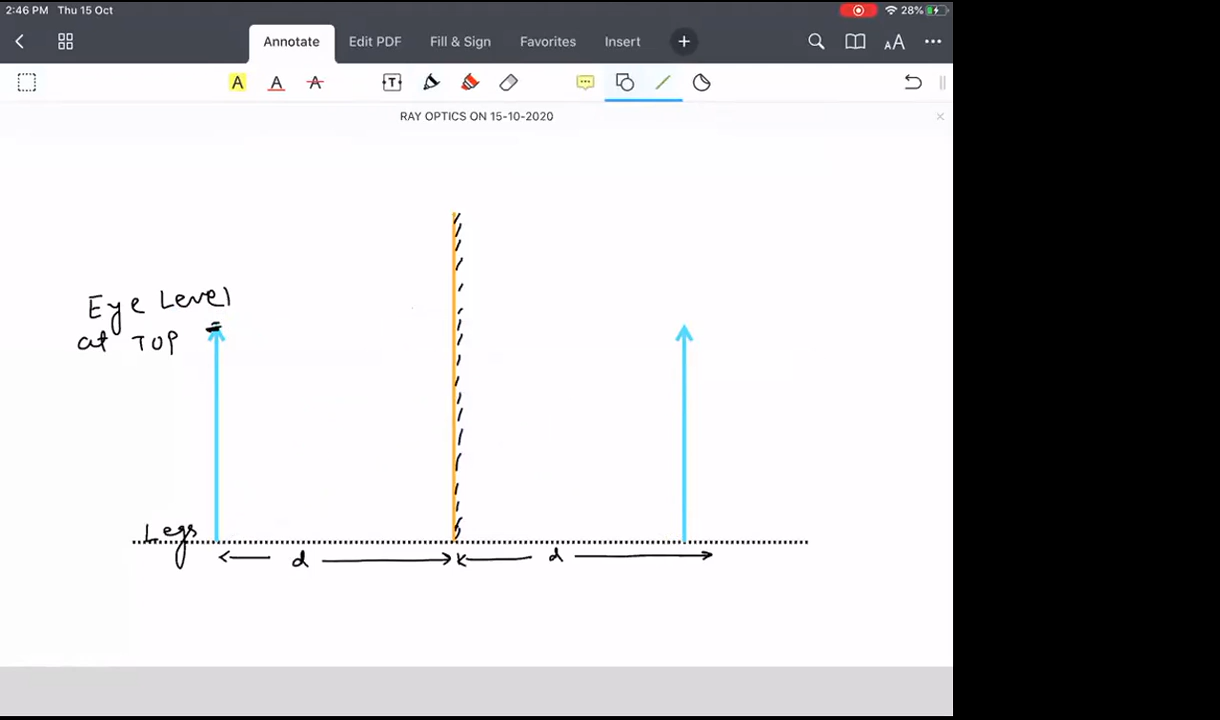 2:46 PM Thu 15 Oct
28%
Annotate Edit PDF Fill & Sign Favorites Insert
AA
A A A T
RAY OPTICS ON 15-10-2020
Eye Level
at TOP
Legs
d d